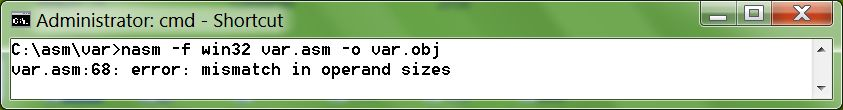 Administrator: cmd - Shortcut
C:\asm\var>nasm -f win32 var.asm -o var.obj
var.asm:68: error: mismatch in operand sizes